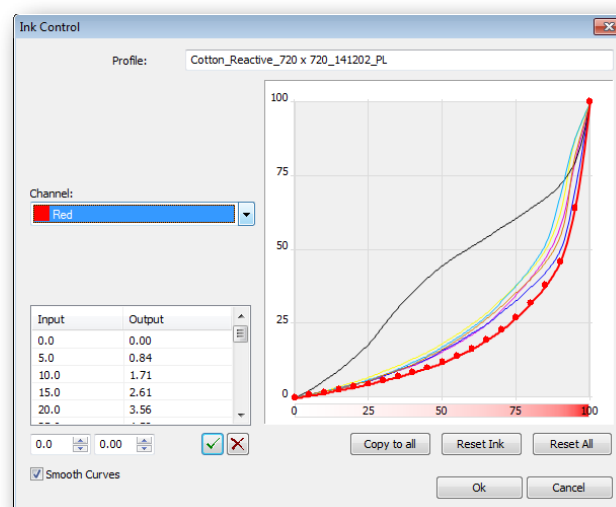 Ink Control
Profile: Cotton_Reactive_720 x 720_141202_PL
100
75
50
25
0
0 25 50 75 100
Channel:
Red
Input Output
0.0 0.00
5.0 0.84
10.0 1.71
15.0 2.61
20.0 3.56
0.0 0.00
Copy to all Reset Ink Reset All
Smooth Curves
Ok Cancel